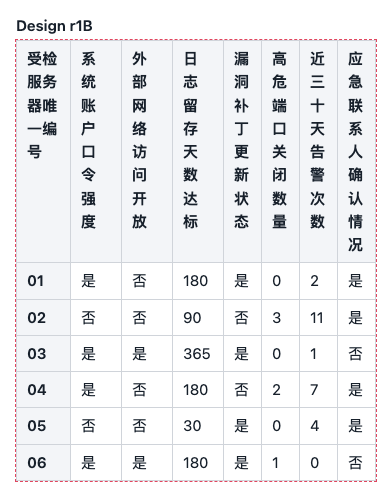 Design r1B
受检服务器唯一编号 系统账户口令强度 外部网络访问开放 日志留存天数达标 漏洞补丁更新状态 高危端口关闭数量 近三十天告警次数 应急联系人确认情况
01 是 否 180 是 0 2 是
02 否 否 90 否 3 11 是
03 是 是 365 是 0 1 否
04 是 否 180 否 2 7 是
05 否 否 30 是 0 4 是
06 是 是 180 是 1 0 否